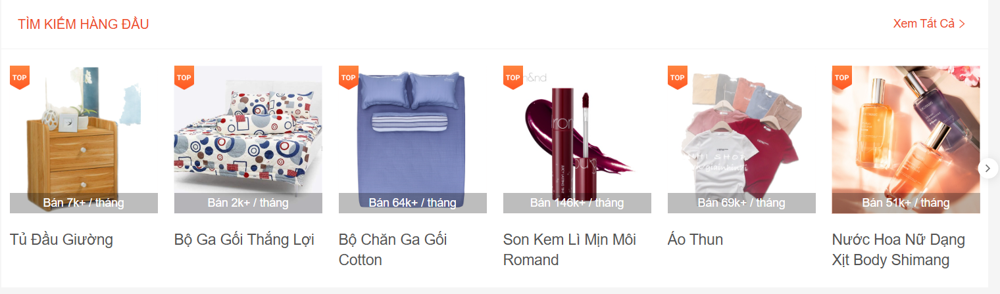 TÌM KIẾM HÀNG ĐẦU
Xem Tất Cả
TOP
TOP
TOP
TOP
TOP
TOP
Bán 7k+ / tháng
Bán 2k+ / tháng
Bán 64k+ / tháng
Bán 146k+ / tháng
Bán 69k+ / tháng
Bán 51k+ / tháng
Tủ Đầu Giường
Bộ Ga Gối Thắng Lợi
Bộ Chăn Ga Gối
Cotton
Son Kem Lì Mịn Môi
Romand
Áo Thun
Nước Hoa Nữ Dạng
Xịt Body Shimang